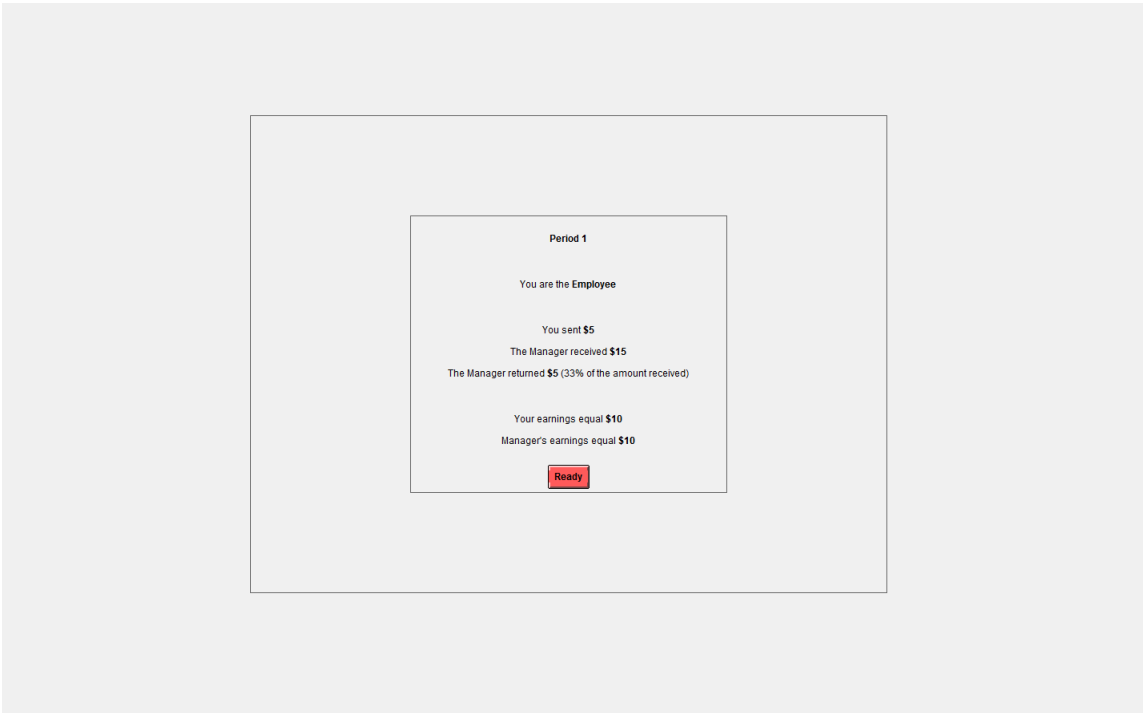 Period 1
You are the Employee
You sent $5
The Manager received $15
The Manager returned $5 (33% of the amount received)
Your earnings equal $10
Manager's earnings equal $10
Ready